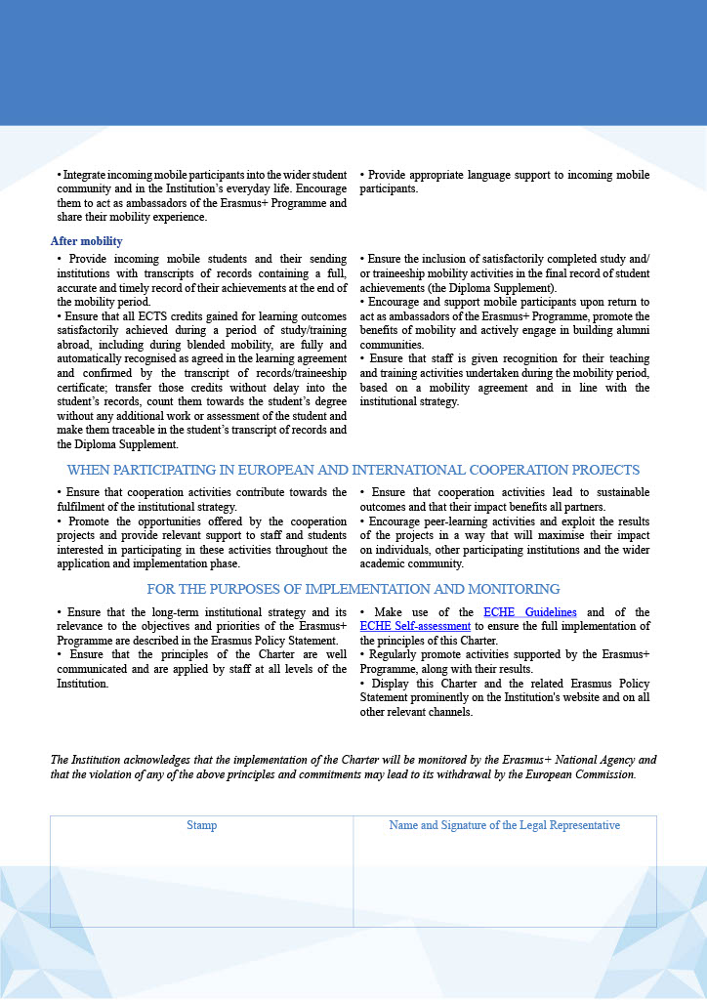 • Integrate incoming mobile participants into the wider student
community and in the Institution’s everyday life. Encourage
them to act as ambassadors of the Erasmus+ Programme and
share their mobility experience.
• Provide appropriate language support to incoming mobile
participants.
After mobility
• Provide incoming mobile students and their sending
institutions with transcripts of records containing a full,
accurate and timely record of their achievements at the end of
the mobility period.
• Ensure that all ECTS credits gained for learning outcomes
satisfactorily achieved during a period of study/training
abroad, including during blended mobility, are fully and
automatically recognised as agreed in the learning agreement
and confirmed by the transcript of records/traineeship
certificate; transfer those credits without delay into the
student’s records, count them towards the student’s degree
without any additional work or assessment of the student and
make them traceable in the student’s transcript of records and
the Diploma Supplement.
• Ensure the inclusion of satisfactorily completed study and/
or traineeship mobility activities in the final record of student
achievements (the Diploma Supplement).
• Encourage and support mobile participants upon return to
act as ambassadors of the Erasmus+ Programme, promote the
benefits of mobility and actively engage in building alumni
communities.
• Ensure that staff is given recognition for their teaching
and training activities undertaken during the mobility period,
based on a mobility agreement and in line with the
institutional strategy.
WHEN PARTICIPATING IN EUROPEAN AND INTERNATIONAL COOPERATION PROJECTS
• Ensure that cooperation activities contribute towards the
fulfilment of the institutional strategy.
• Promote the opportunities offered by the cooperation
projects and provide relevant support to staff and students
interested in participating in these activities throughout the
application and implementation phase.
• Ensure that cooperation activities lead to sustainable
outcomes and that their impact benefits all partners.
• Encourage peer-learning activities and exploit the results
of the projects in a way that will maximise their impact
on individuals, other participating institutions and the wider
academic community.
FOR THE PURPOSES OF IMPLEMENTATION AND MONITORING
• Ensure that the long-term institutional strategy and its
relevance to the objectives and priorities of the Erasmus+
Programme are described in the Erasmus Policy Statement.
• Ensure that the principles of the Charter are well
communicated and are applied by staff at all levels of the
Institution.
• Make use of the ECHE Guidelines and of the
ECHE Self-assessment to ensure the full implementation of
the principles of this Charter.
• Regularly promote activities supported by the Erasmus+
Programme, along with their results.
• Display this Charter and the related Erasmus Policy
Statement prominently on the Institution's website and on all
other relevant channels.
The Institution acknowledges that the implementation of the Charter will be monitored by the Erasmus+ National Agency and
that the violation of any of the above principles and commitments may lead to its withdrawal by the European Commission.
Stamp
Name and Signature of the Legal Representative